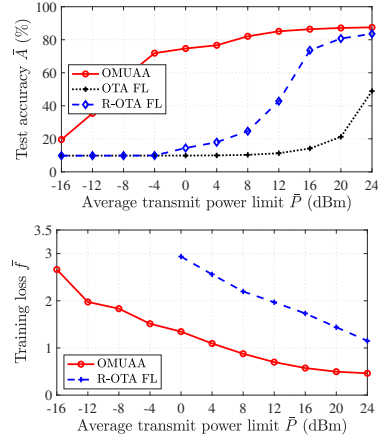 100
80
60
40
20
0
Test accuracy Ā (%)
OMUAA
OTA FL
R-OTA FL
-16 -12 -8 -4 0 4 8 12 16 20 24
Average transmit power limit P̄ (dBm)
3.5
3
2
1
0
Training loss f̄
OMUAA
R-OTA FL
-16 -12 -8 -4 0 4 8 12 16 20 24
Average transmit power limit P̄ (dBm)